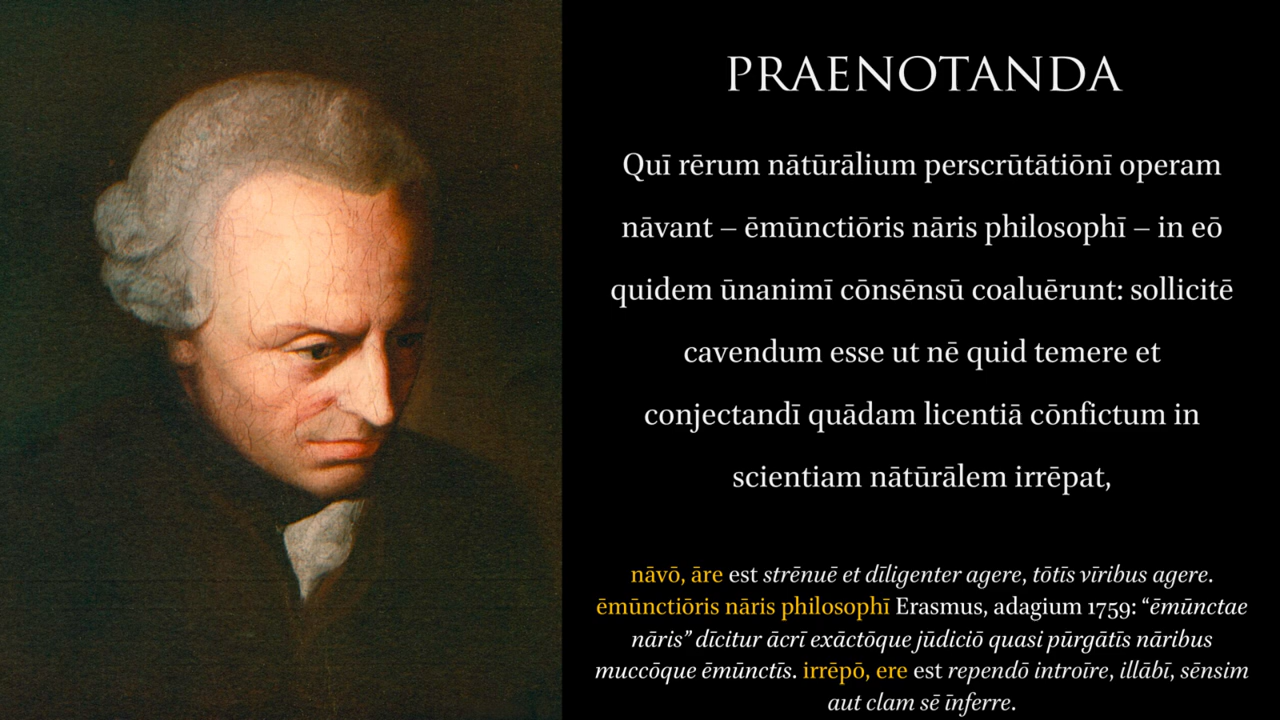 PRAENOTANDA
Quī rērum nātūrālium perscrūtātiōnī operam
nāvant – ēmūnctiōris nāris philosophī – in eō
quidem ūnanimī cōnsēnsū coaluērunt: sollicitē
cavendum esse ut nē quid temere et
conjectandī quādam licentiā cōnfictum in
scientiam nātūrālem irrēpat,
nāvō, āre est strēnuē et dīligenter agere, tōtīs vīribus agere.
ēmūnctiōris nāris philosophī Erasmus, adagium 1759: “ēmūnctae
nāris” dīcitur ācrī exāctōque jūdiciō quasi pūrgātīs nāribus
muccōque ēmūnctīs. irrēpō, ere est rependō introīre, illābī, sēnsim
aut clam sē īnferre.